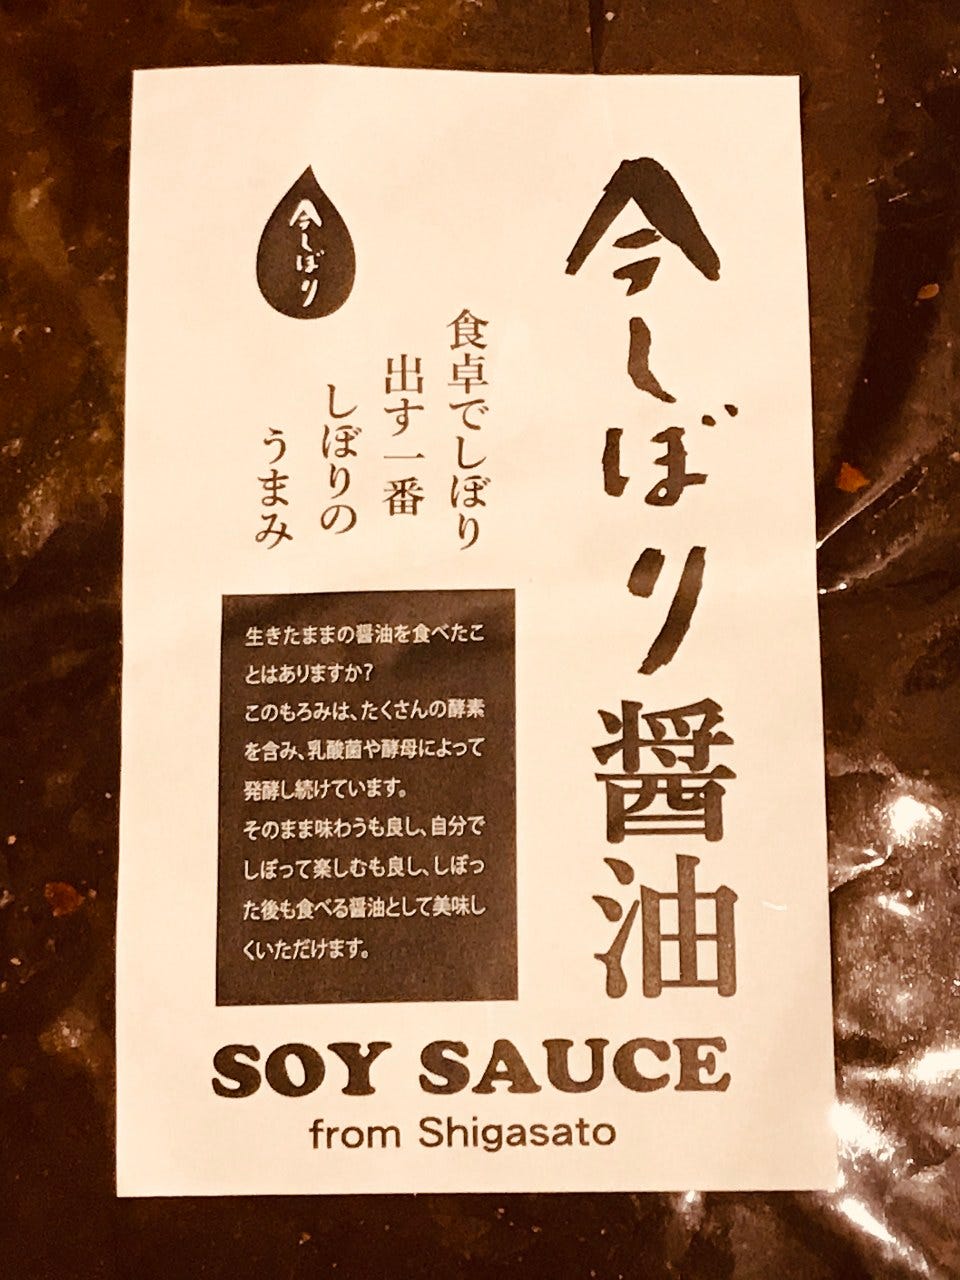 今しぼり醤油
今しぼり
食卓でしぼり
出す一番
しぼりの
うまみ
生きたままの醤油を食べたこ
とはありますか?
このもろみは、たくさんの酵素
を含み、乳酸菌や酵母によって
発酵し続けています。
そのまま味わうも良し、自分で
しぼって楽しむも良し、しぼっ
た後も食べる醤油として美味し
くいただけます。
SOY SAUCE
from Shigasato